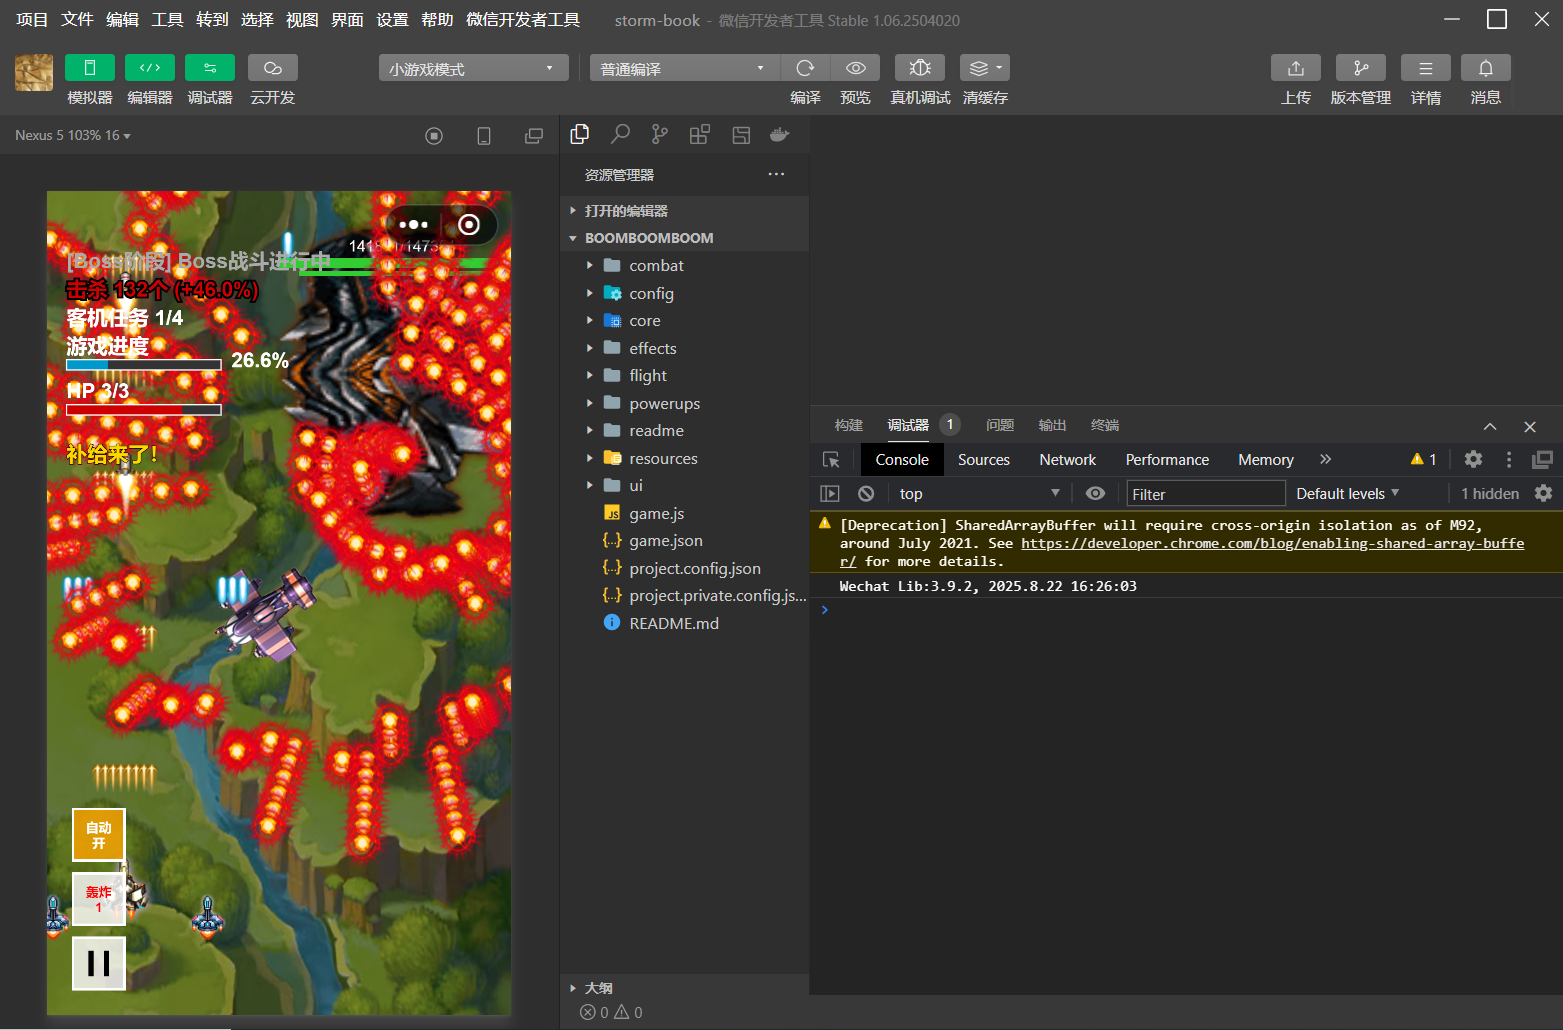 项目 文件 编辑 工具 转到 选择 视图 界面 设置 帮助 微信开发者工具 storm-book - 微信开发者工具 Stable 1.06.2504020
小游戏模式 普通编译
模拟器 编辑器 调试器 云开发 编译 预览 真机调试 清缓存 上传 版本管理 详情 消息
Nexus 5 103% 16
[Boss阶段] Boss战斗进行中
击杀 132个 (+46.0%)
客机任务 1/4
游戏进度
26.6%
HP 3/3
补给来了!
自动
开
轰炸
1
资源管理器
打开的编辑器
BOOMBOOMBOOM
combat
config
core
effects
flight
powerups
readme
resources
ui
JS game.js
{..} game.json
{..} project.config.json
{..} project.private.config.js...
README.md
大纲
0 0
构建 调试器 1 问题 输出 终端
Console Sources Network Performance Memory 1
top Filter Default levels 1 hidden
[Deprecation] SharedArrayBuffer will require cross-origin isolation as of M92,
around July 2021. See https://developer.chrome.com/blog/enabling-shared-array-buffe
r/ for more details.
Wechat Lib:3.9.2, 2025.8.22 16:26:03